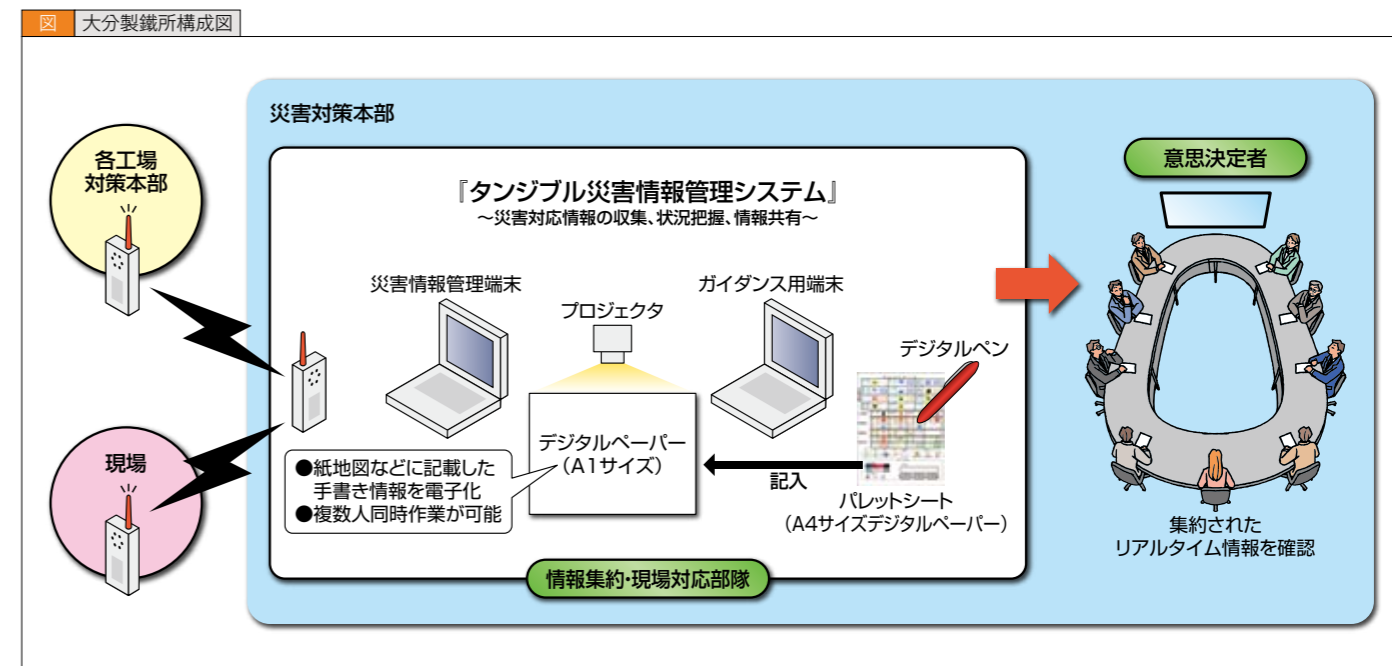 図 大分製鐵所構成図
災害対策本部
各工場
対策本部
現場
『タンジブル災害情報管理システム』
～災害対応情報の収集、状況把握、情報共有～
災害情報管理端末
プロジェクタ
ガイダンス用端末
デジタルペン
デジタルペーパー
（A1サイズ）
記入
パレットシート
（A4サイズデジタルペーパー）
●紙地図などに記載した
手書き情報を電子化
●複数人同時作業が可能
情報集約・現場対応部隊
意思決定者
集約された
リアルタイム情報を確認